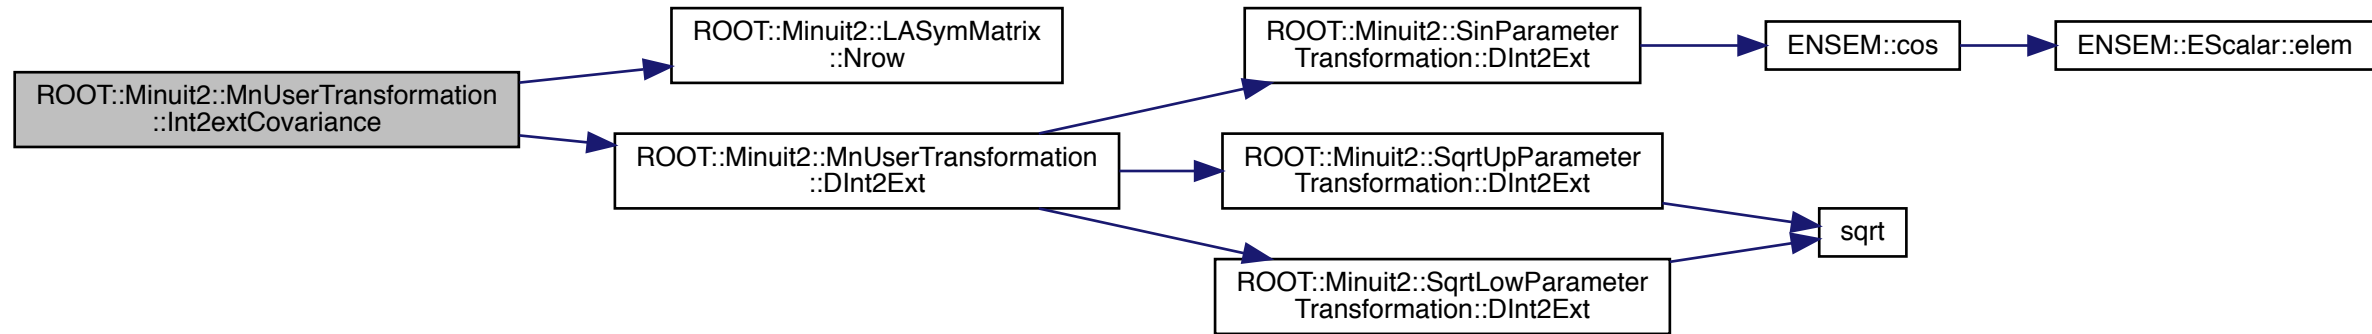 ROOT::Minuit2::MnUserTransformation
::Int2extCovariance
ROOT::Minuit2::LASymMatrix
::Nrow
ROOT::Minuit2::MnUserTransformation
::DInt2Ext
ROOT::Minuit2::SinParameter
Transformation::DInt2Ext
ROOT::Minuit2::SqrtUpParameter
Transformation::DInt2Ext
ROOT::Minuit2::SqrtLowParameter
Transformation::DInt2Ext
ENSEM::cos
ENSEM::EScalar::elem
sqrt